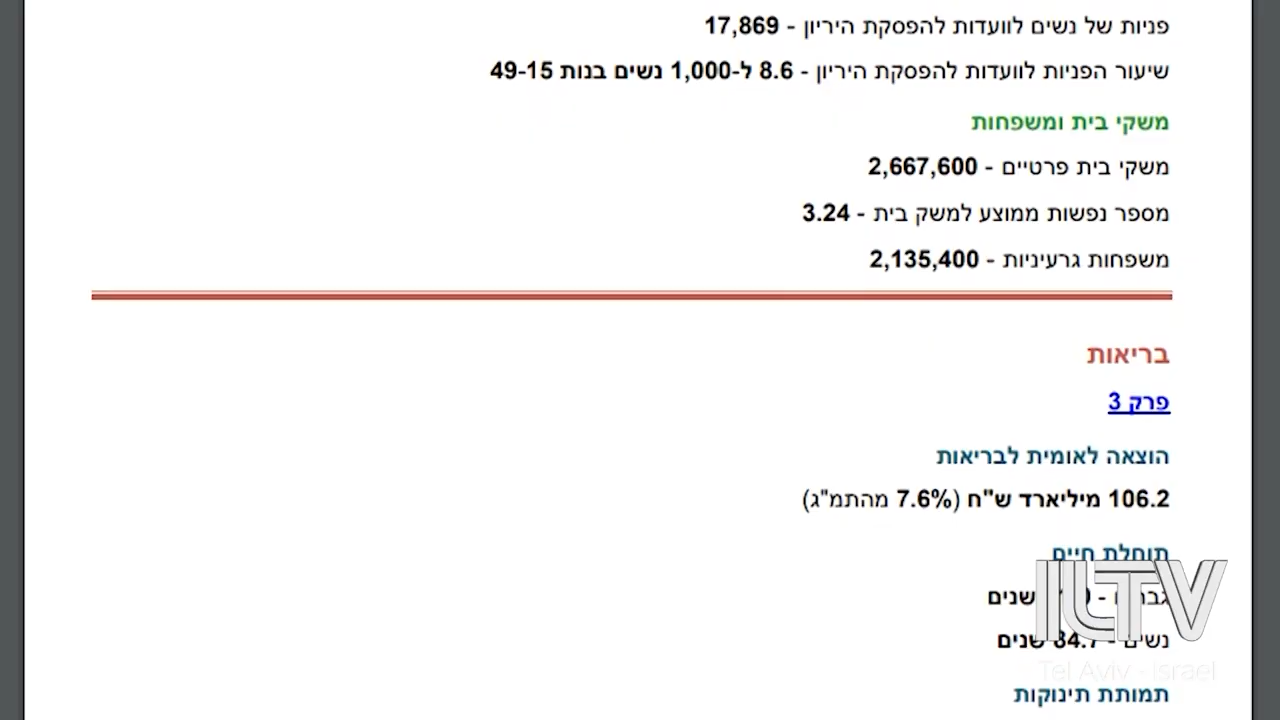 פניות של נשים לוועדות להפסקת היריון - 17,869
שיעור הפניות לוועדות להפסקת היריון - 8.6 ל-1,000 נשים בנות 49-15
משקי בית ומשפחות
משקי בית פרטיים - 2,667,600
מספר נפשות ממוצע למשק בית - 3.24
משפחות גרעיניות - 2,135,400
בריאות
פרק 3
הוצאה לאומית לבריאות
106.2 מיליארד ש"ח (7.6% מהתמ"ג)
תוחלת חיים
שנים
נשים - 84.7 שנים
ILTV
Tel Aviv - Israel
תמותת תינוקות